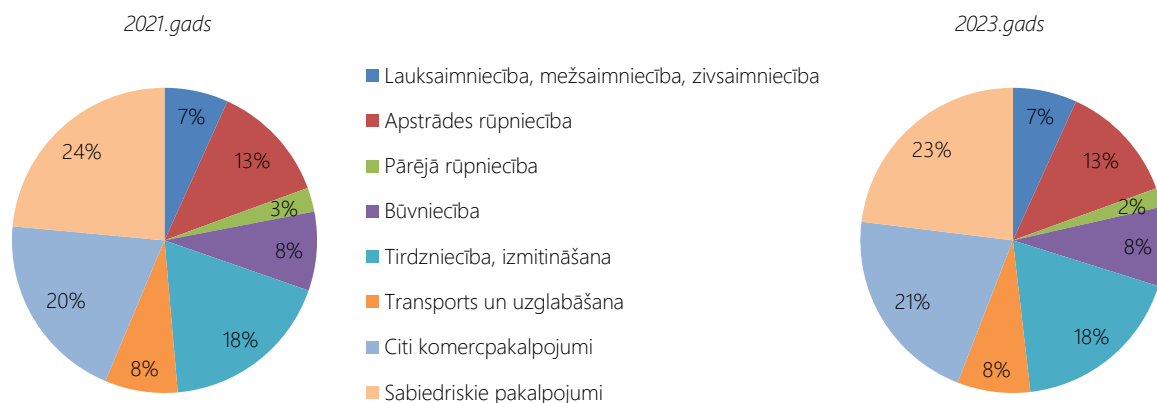 2021.gads
2023.gads
7%
13%
3%
8%
18%
8%
20%
24%
Lauksaimniecība, mežsaimniecība, zivsaimniecība
Apstrādes rūpniecība
Pārējā rūpniecība
Būvniecība
Tirdzniecība, izmitināšana
Transports un uzglabāšana
Citi komercpakalpojumi
Sabiedriskie pakalpojumi
7%
13%
2%
8%
18%
8%
21%
23%